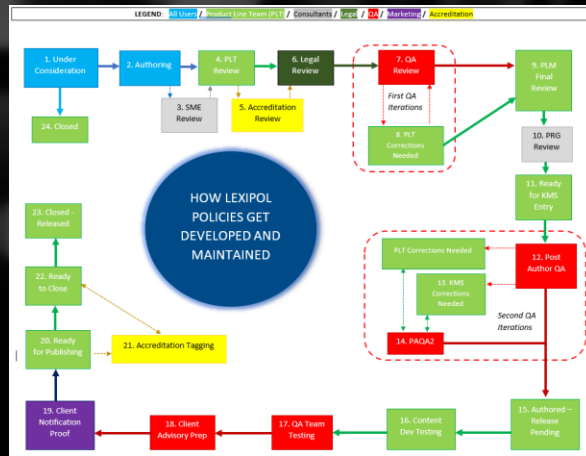 LEGEND: All Users / Product Line Team (PLT) / Consultants / Legal / QA / Marketing / Accreditation
1. Under
Consideration
2. Authoring
4. PLT
Review
6. Legal Review
7. QA
Review
9. PLM
Final
Review
3. SME
Review
5. Accreditation
Review
First QA
Iterations
24. Closed
8. PLT
Corrections
Needed
10. PRG
Review
11. Ready
for KMS
Entry
HOW LEXIPOL
POLICIES GET
DEVELOPED AND
MAINTAINED
23. Closed -
Released
PLT Corrections Needed
12. Post
Author QA
22. Ready
to Close
13. KMS
Corrections
Needed
Second QA
Iterations
20. Ready
for Publishing
21. Accreditation Tagging
14. PAQA2
19. Client
Notification
Proof
18. Client
Advisory Prep
17. QA Team
Testing
16. Content
Dev Testing
15. Authored –
Release
Pending